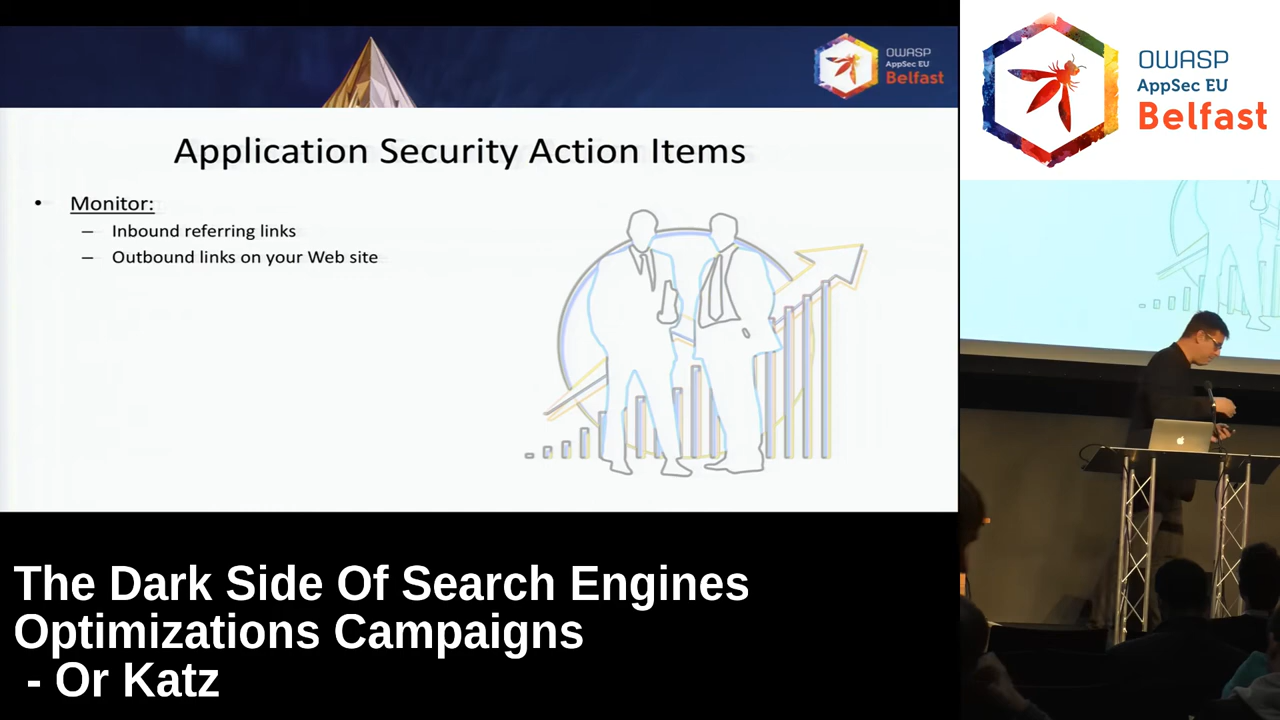 OWASP
AppSec EU
Belfast
OWASP
AppSec EU
Belfast
Application Security Action Items
• Monitor:
– Inbound referring links
– Outbound links on your Web site
The Dark Side Of Search Engines
Optimizations Campaigns
- Or Katz